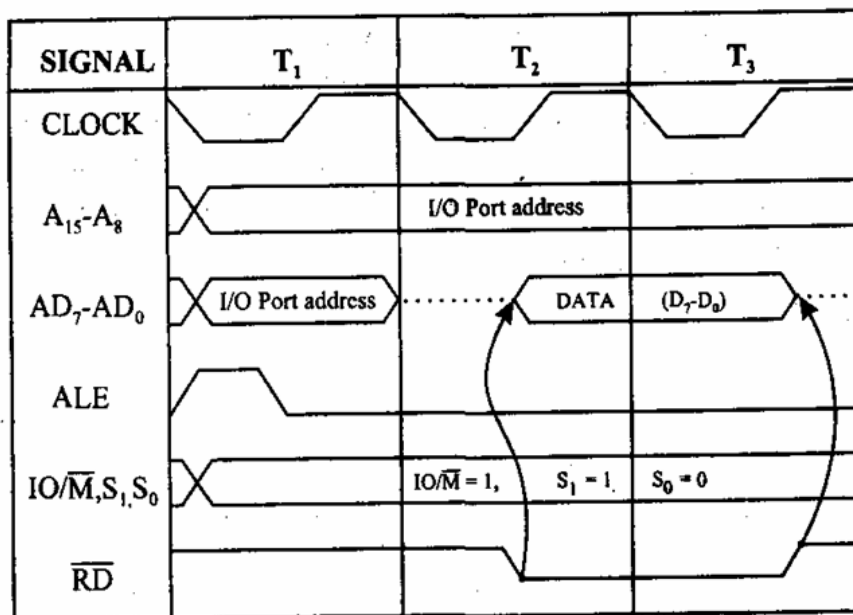 SIGNAL T₁ T₂ T₃
CLOCK
A₁₅-A₈ I/O Port address
AD₇-AD₀ I/O Port address DATA (D₇-D₀)
ALE
IO/M̅,S₁,S₀ IO/M̅ = 1, S₁ = 1 S₀ = 0
R̅D̅